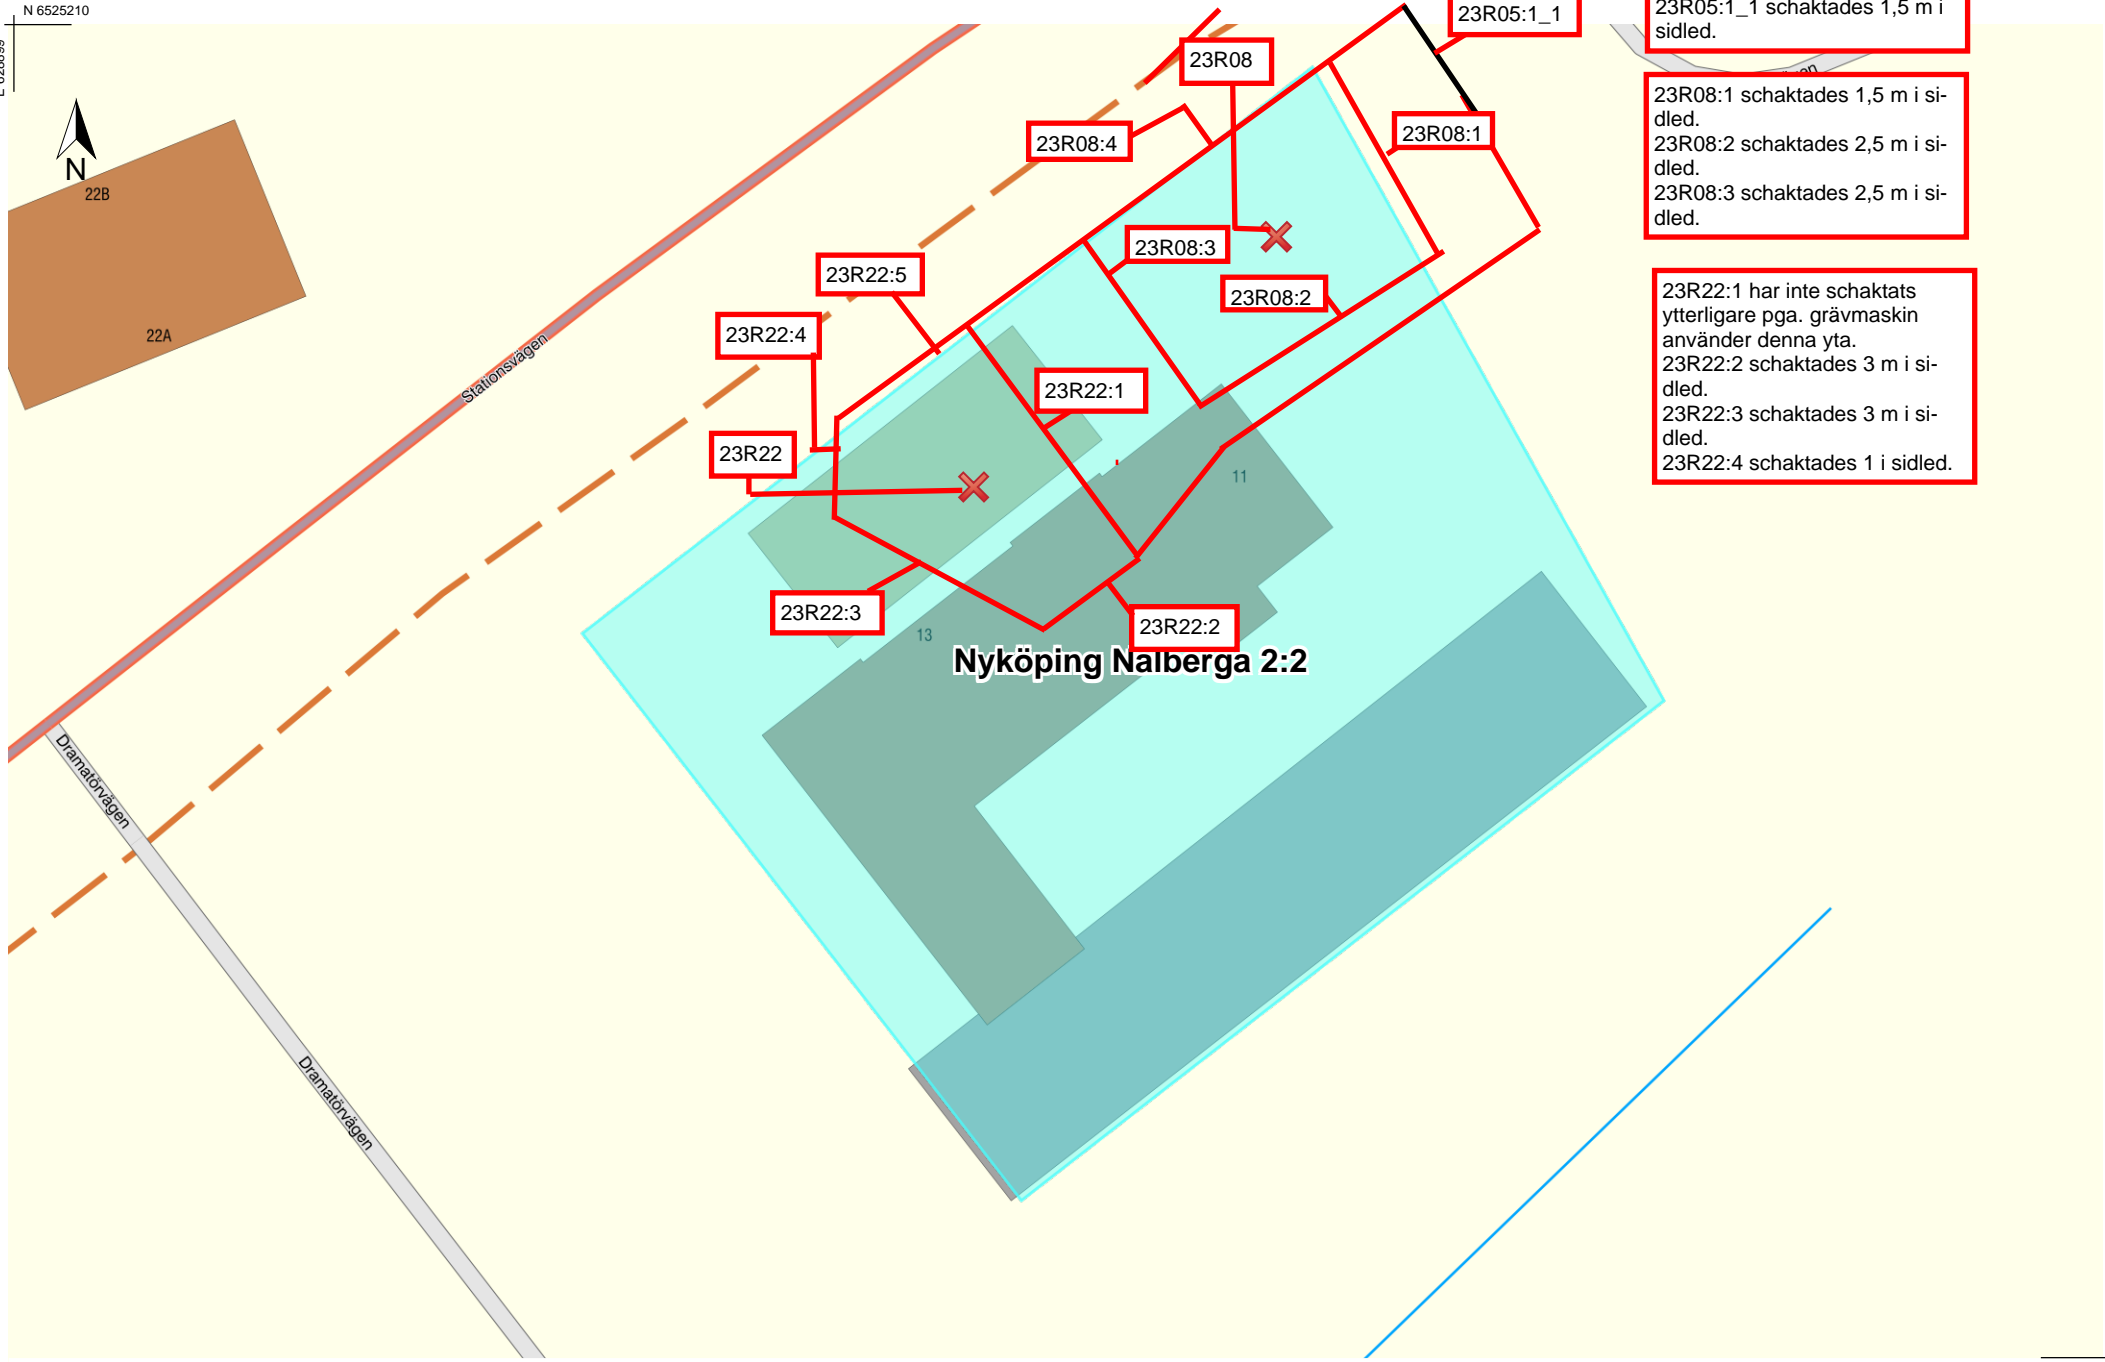 N 6525210
23R05:1_1
23R05:1_1 schaktades 1,5 m i
sidled.
23R08
23R08:4
23R08:1
23R08:1 schaktades 1,5 m i si-
dled.
23R08:2 schaktades 2,5 m i si-
dled.
23R08:3 schaktades 2,5 m i si-
dled.
N
22B
22A
23R22:5
23R08:3
23R08:2
23R22:4
23R22:1
23R22
23R22:1 har inte schaktats
ytterligare pga. grävmaskin
använder denna yta.
23R22:2 schaktades 3 m i si-
dled.
23R22:3 schaktades 3 m i si-
dled.
23R22:4 schaktades 1 i sidled.
Stationsvägen
11
23R22:3
13
23R22:2
Nyköping Nalberga 2:2
Dramatörvägen
Dramatörvägen